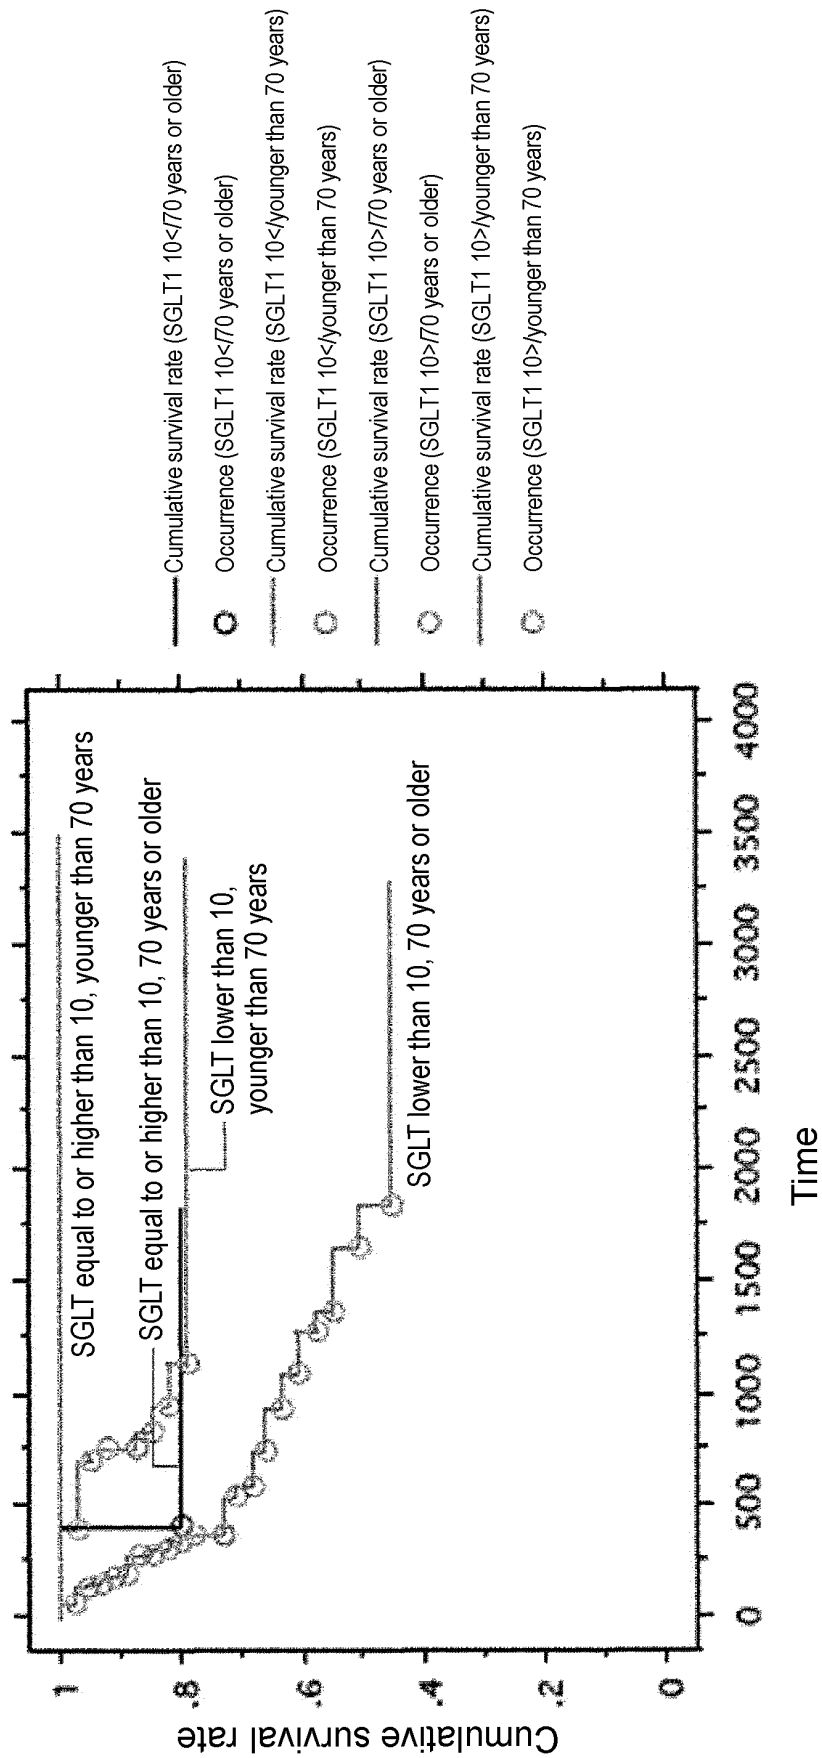 Cumulative survival rate
1
.8
.6
.4
.2
0
SGLT equal to or higher than 10, younger than 70 years
SGLT equal to or higher than 10, 70 years or older
SGLT lower than 10,
younger than 70 years
SGLT lower than 10, 70 years or older
0 500 1000 1500 2000 2500 3000 3500 4000
Time
Cumulative survival rate (SGLT1 10</70 years or older)
Occurrence (SGLT1 10</70 years or older)
Cumulative survival rate (SGLT1 10</younger than 70 years)
Occurrence (SGLT1 10</younger than 70 years)
Cumulative survival rate (SGLT1 10>/70 years or older)
Occurrence (SGLT1 10>/70 years or older)
Cumulative survival rate (SGLT1 10>/younger than 70 years)
Occurrence (SGLT1 10>/younger than 70 years)